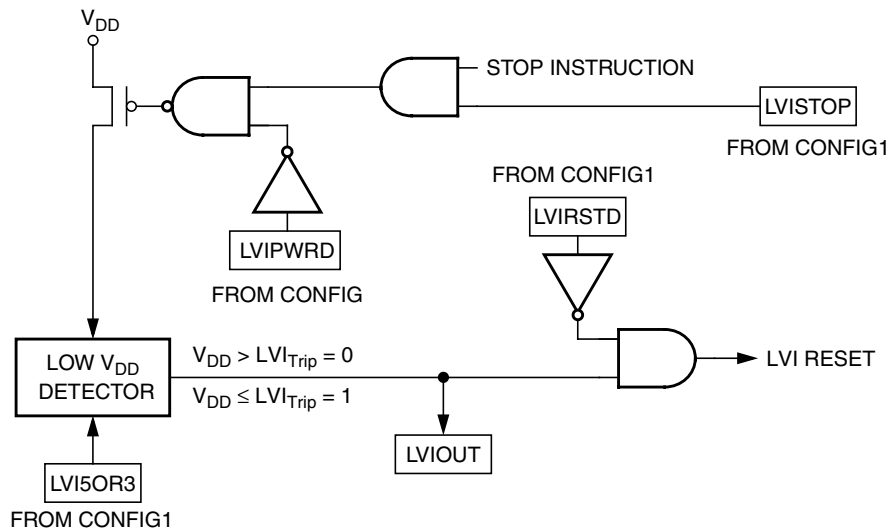 VDD
STOP INSTRUCTION
LVISTOP
FROM CONFIG1
FROM CONFIG1
LVIRSTD
LVIPWRD
FROM CONFIG
LOW VDD
DETECTOR
VDD > LVITrip = 0
VDD ≤ LVITrip = 1
LVI RESET
LVIOUT
LVI5OR3
FROM CONFIG1